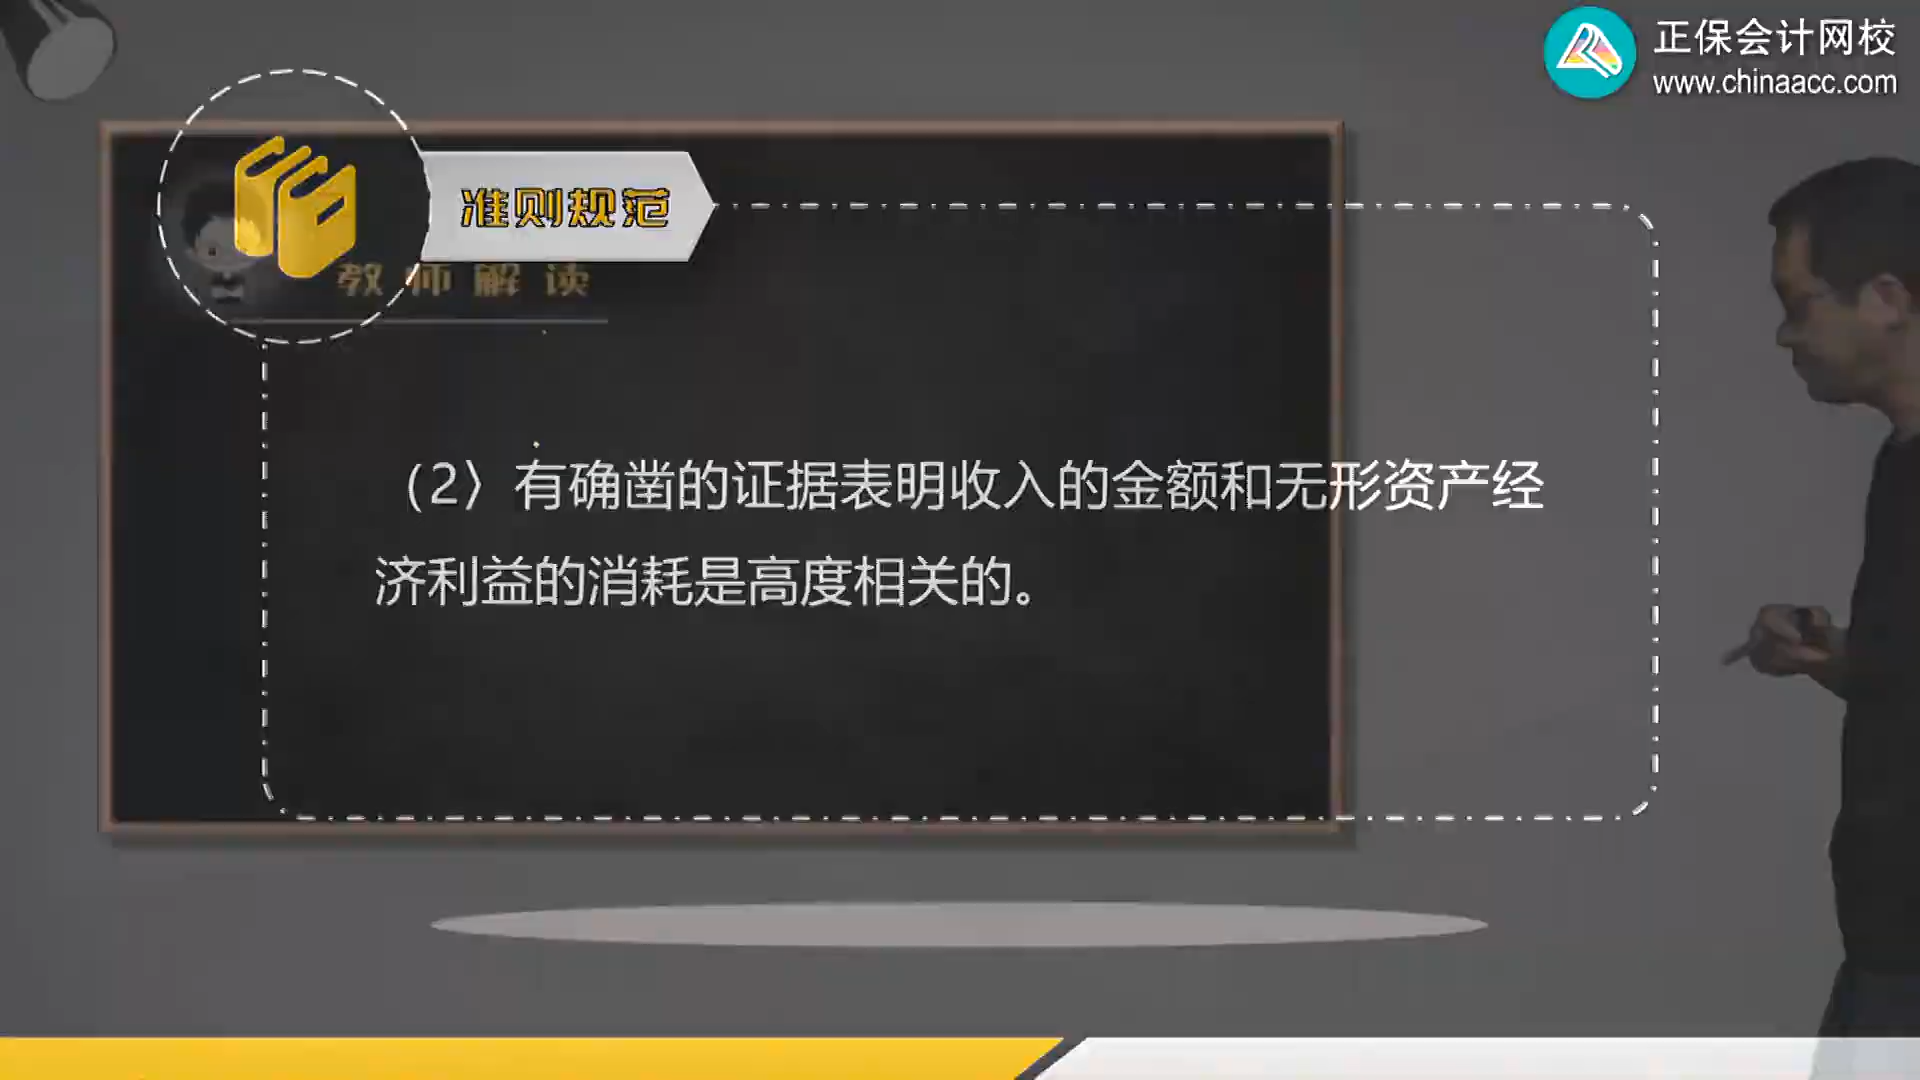 正保会计网校
www.chinaacc.com
准则规范
教师解读
（2）有确凿的证据表明收入的金额和无形资产经
济利益的消耗是高度相关的。